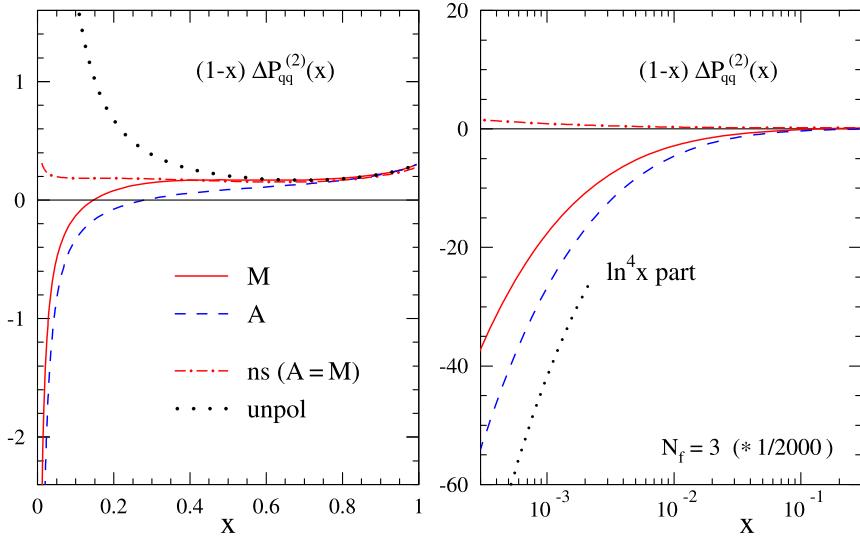 (1-x) ΔP_qq^(2)(x)
1
0
-1
-2
M
A
ns (A = M)
unpol
0 0.2 0.4 0.6 0.8 1
x
20
(1-x) ΔP_qq^(2)(x)
0
-20
ln^4x part
-40
N_f = 3 (* 1/2000)
-60
10^-3 10^-2 10^-1
x